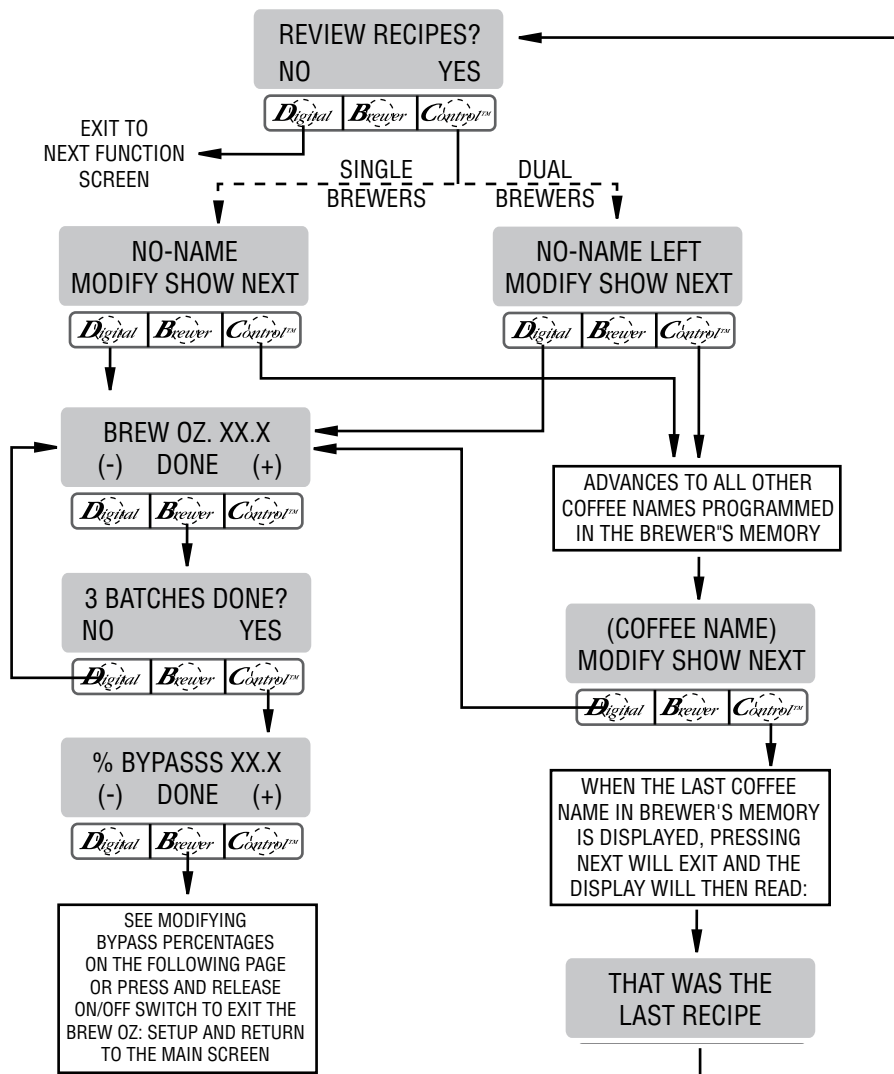 REVIEW RECIPES?
NO YES
Digital Brewer Control™
EXIT TO
NEXT FUNCTION
SCREEN
SINGLE
BREWERS
DUAL
BREWERS
NO-NAME
MODIFY SHOW NEXT
Digital Brewer Control™
NO-NAME LEFT
MODIFY SHOW NEXT
Digital Brewer Control™
BREW OZ. XX.X
(-) DONE (+)
Digital Brewer Control™
3 BATCHES DONE?
NO YES
Digital Brewer Control™
% BYPASSS XX.X
(-) DONE (+)
Digital Brewer Control™
SEE MODIFYING
BYPASS PERCENTAGES
ON THE FOLLOWING PAGE
OR PRESS AND RELEASE
ON/OFF SWITCH TO EXIT THE
BREW OZ: SETUP AND RETURN
TO THE MAIN SCREEN
ADVANCES TO ALL OTHER
COFFEE NAMES PROGRAMMED
IN THE BREWER"S MEMORY
(COFFEE NAME)
MODIFY SHOW NEXT
Digital Brewer Control™
WHEN THE LAST COFFEE
NAME IN BREWER'S MEMORY
IS DISPLAYED, PRESSING
NEXT WILL EXIT AND THE
DISPLAY WILL THEN READ:
THAT WAS THE
LAST RECIPE